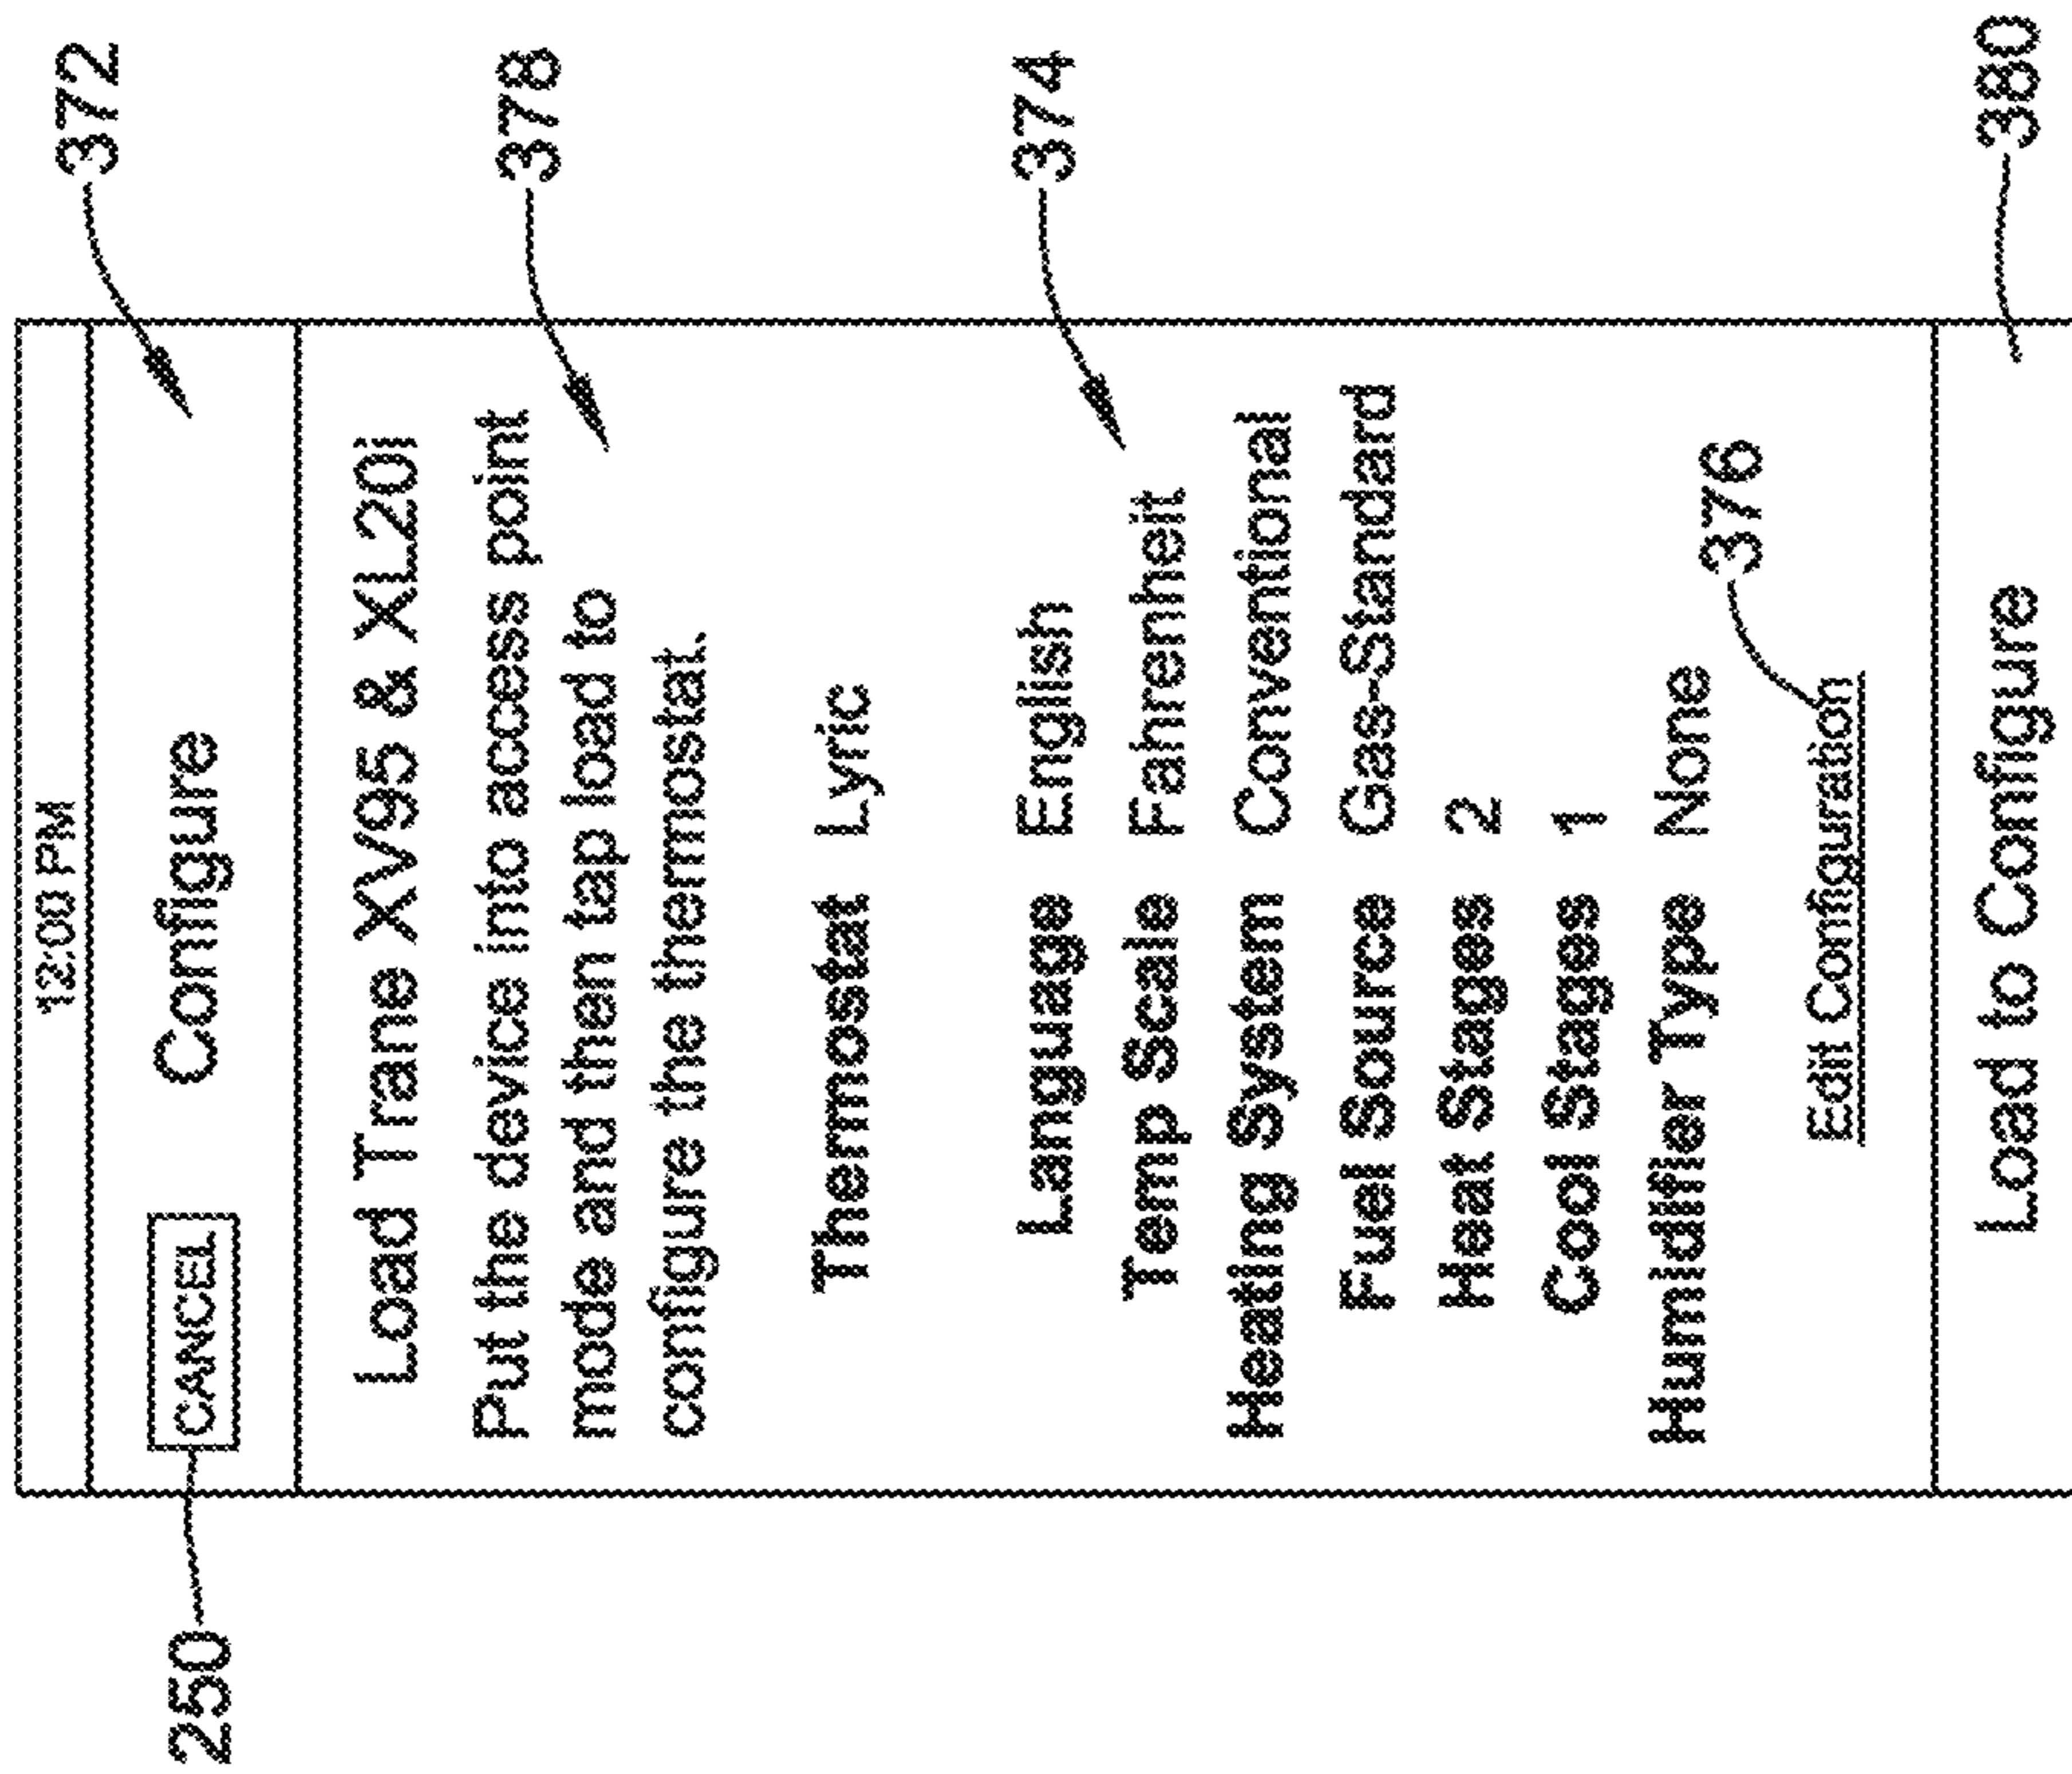 12:00 PM
372
250
CANCEL
Configure
Load Trane XV95 & XL20i
378
Put the device into access point
mode and then tap load to
configure the thermostat.
Thermostat Lyric
374
Language English
Temp Scale Fahrenheit
Heating System Conventional
Fuel Source Gas-Standard
Heat Stages 2
Cool Stages 1
Humidifier Type None
376
Edit Configuration
Load to Configure
380